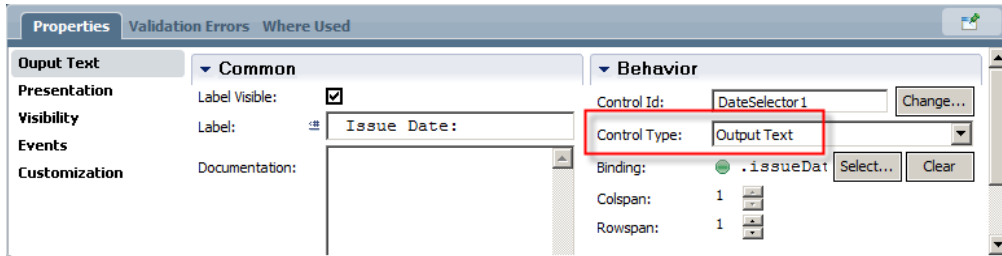 Properties Validation Errors Where Used
Ouput Text
Presentation
Visibility
Events
Customization
Common
Label Visible:
Label: Issue Date:
Documentation:
Behavior
Control Id: DateSelector1 Change...
Control Type: Output Text
Binding: .issueDat Select... Clear
Colspan: 1
Rowspan: 1